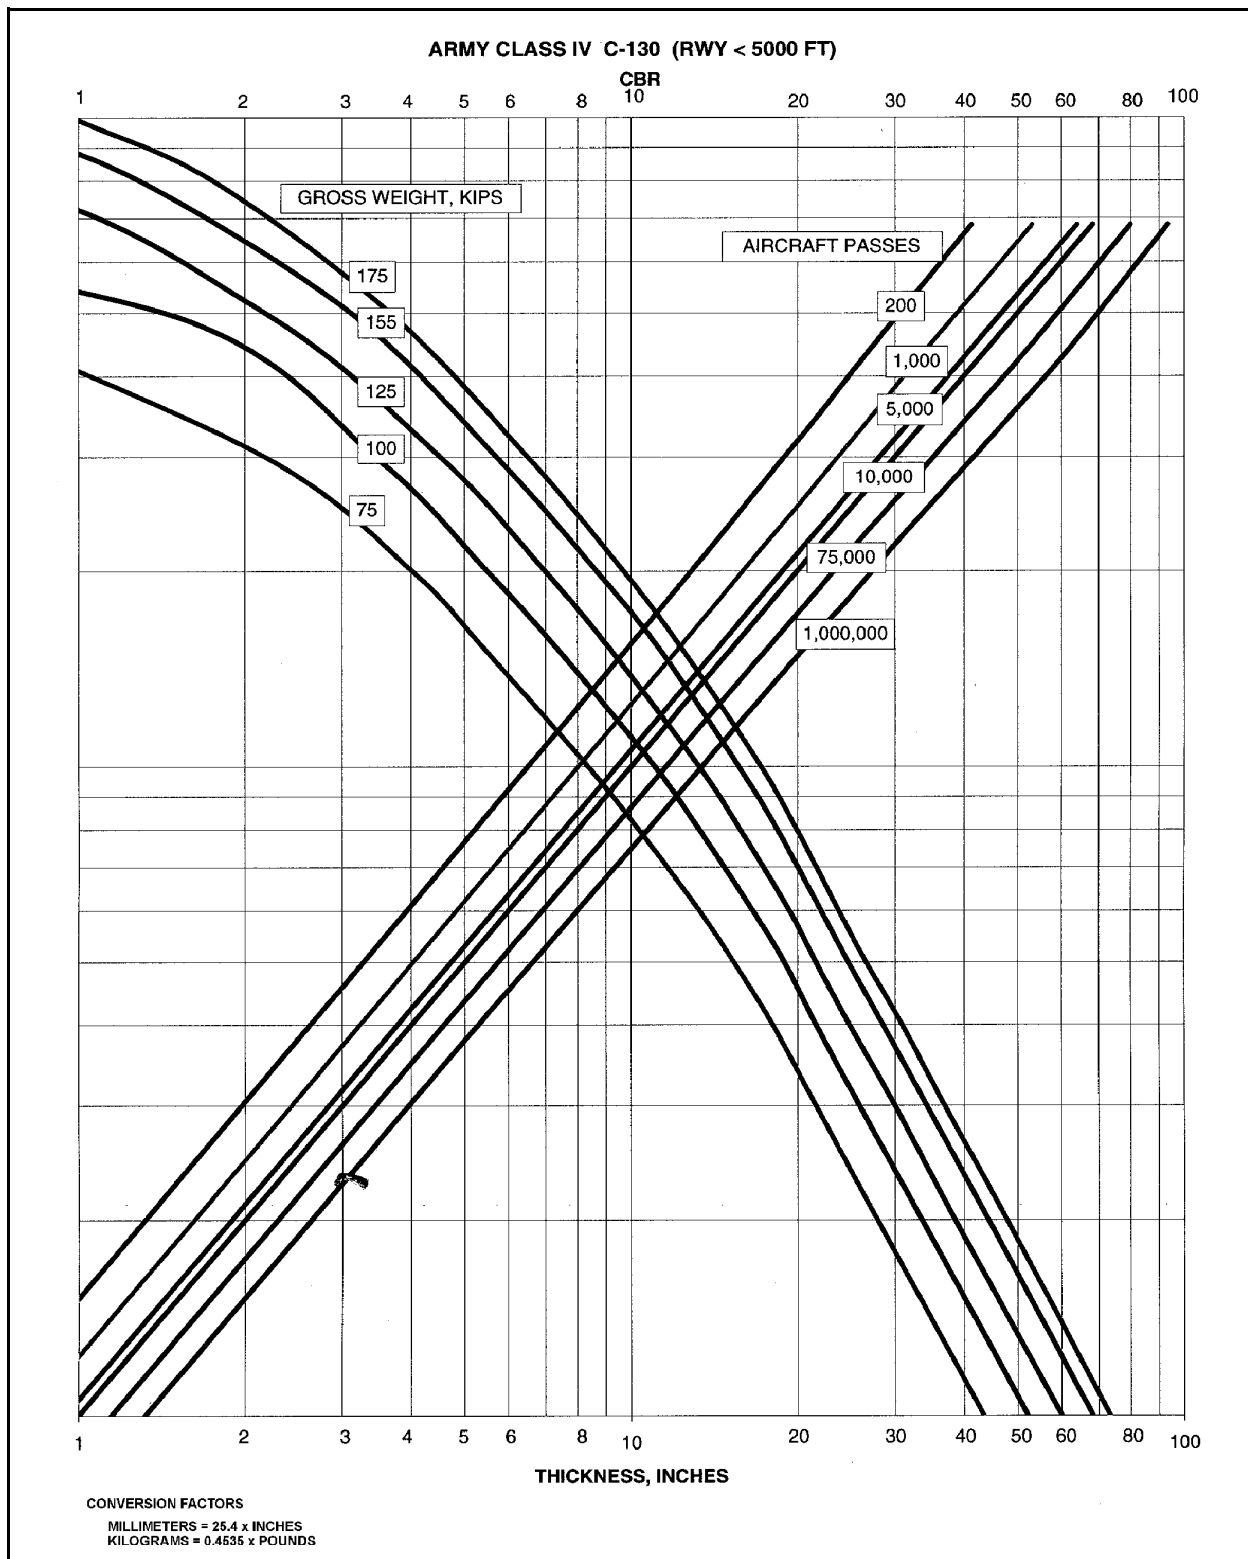 ARMY CLASS IV C-130 (RWY < 5000 FT)
CBR
1 2 3 4 5 6 8 10 20 30 40 50 60 80 100
GROSS WEIGHT, KIPS
AIRCRAFT PASSES
175
200
155
1,000
125
5,000
100
10,000
75
75,000
1,000,000
1 2 3 4 5 6 8 10 20 30 40 50 60 80 100
THICKNESS, INCHES
CONVERSION FACTORS
MILLIMETERS = 25.4 x INCHES
KILOGRAMS = 0.4535 x POUNDS